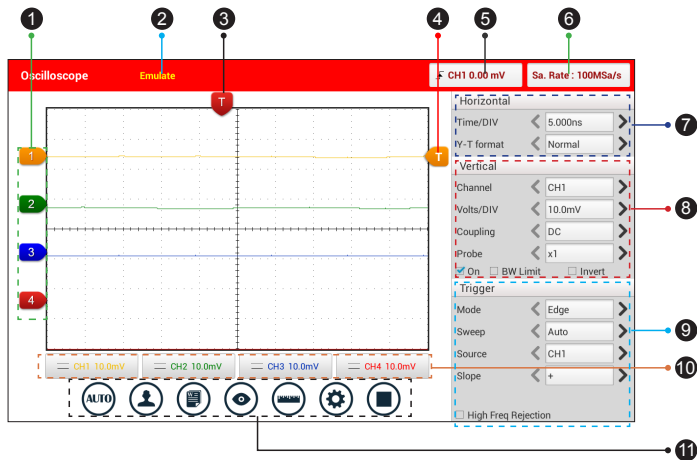 1 2 3 4 5 6
Oscilloscope Emulate CH1 0.00 mV Sa. Rate : 100MSa/s
T
Horizontal
Time/DIV 5.000ns
7
Y-T format Normal
1 T
Vertical
Channel CH1
2
Volts/DIV 10.0mV
8
Coupling DC
3
Probe x1
On BW Limit Invert
Trigger
4
Mode Edge
Sweep Auto
9
Source CH1
CH1 10.0mV CH2 10.0mV CH3 10.0mV CH4 10.0mV
10
Slope +
AUTO
High Freq Rejection
11